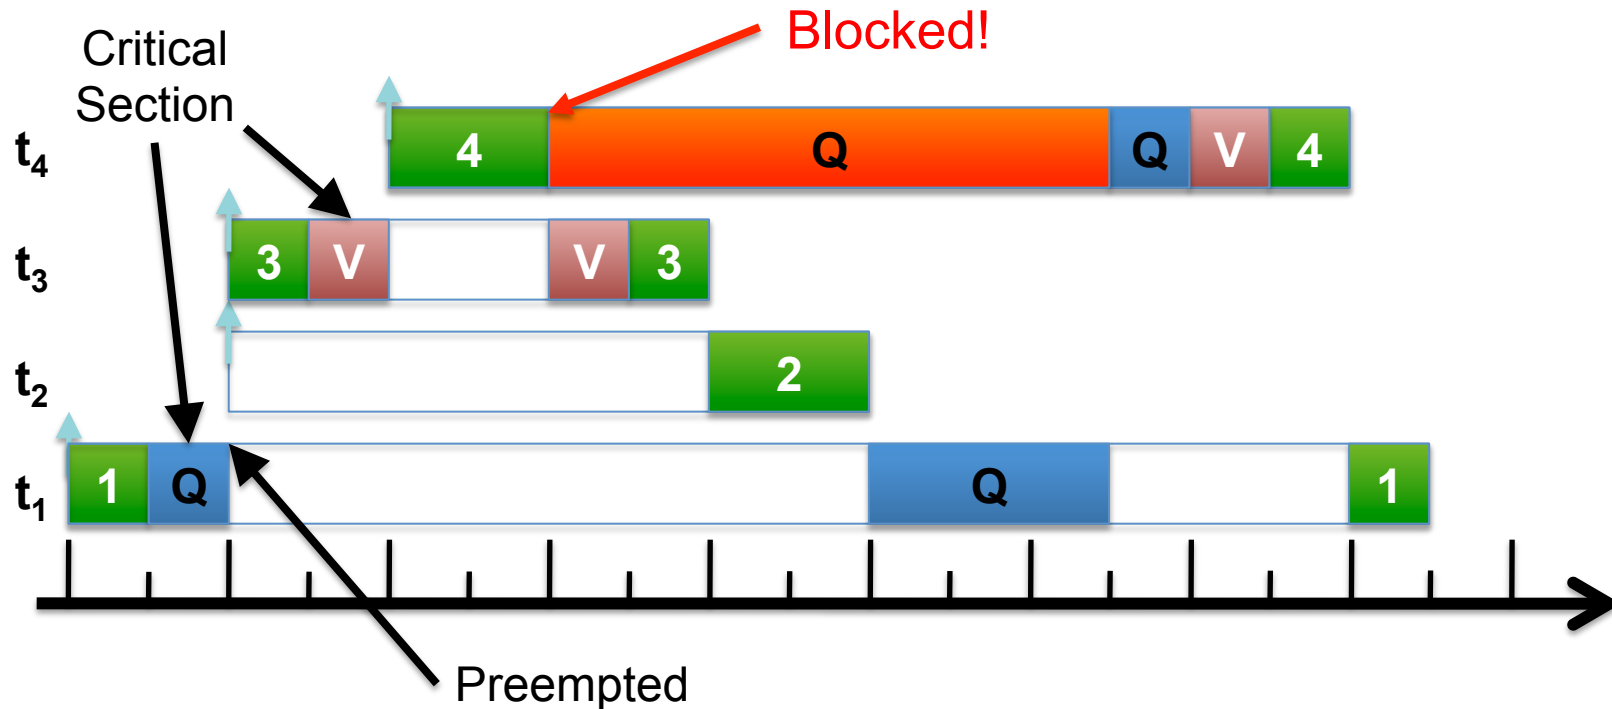 Critical
Section
Blocked!
t4 4 Q Q V 4
t3 3 V V 3
t2 2
t1 1 Q Q 1
Preempted